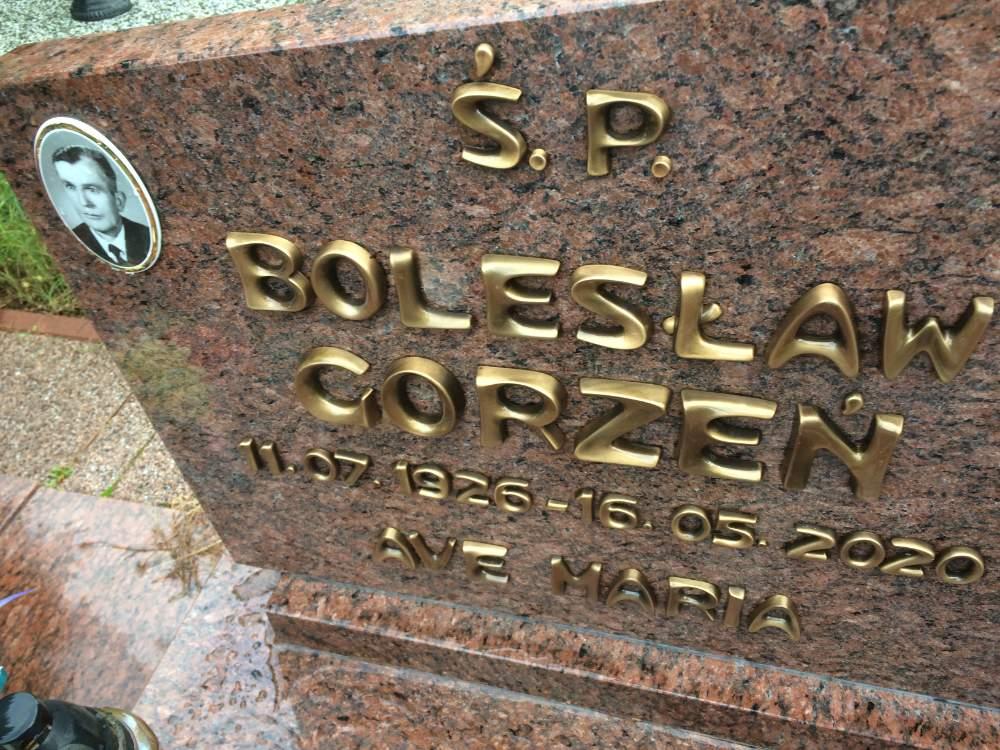 Ś.P.
BOLESŁAW
GORZEŃ
11.07.1926-16.05.2020
AVE MARIA